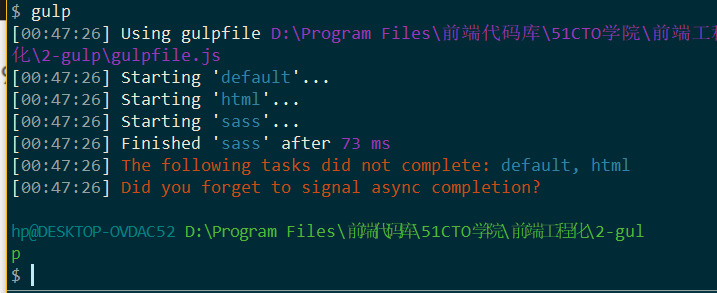 $ gulp
[00:47:26] Using gulpfile D:\Program Files\前端代码库\51CTO学院\前端工程
化\2-gulp\gulpfile.js
[00:47:26] Starting 'default'...
[00:47:26] Starting 'html'...
[00:47:26] Starting 'sass'...
[00:47:26] Finished 'sass' after 73 ms
[00:47:26] The following tasks did not complete: default, html
[00:47:26] Did you forget to signal async completion?
hp@DESKTOP-OVDAC52 D:\Program Files\前端代码库\51CTO学院\前端工程化\2-gul
p
$